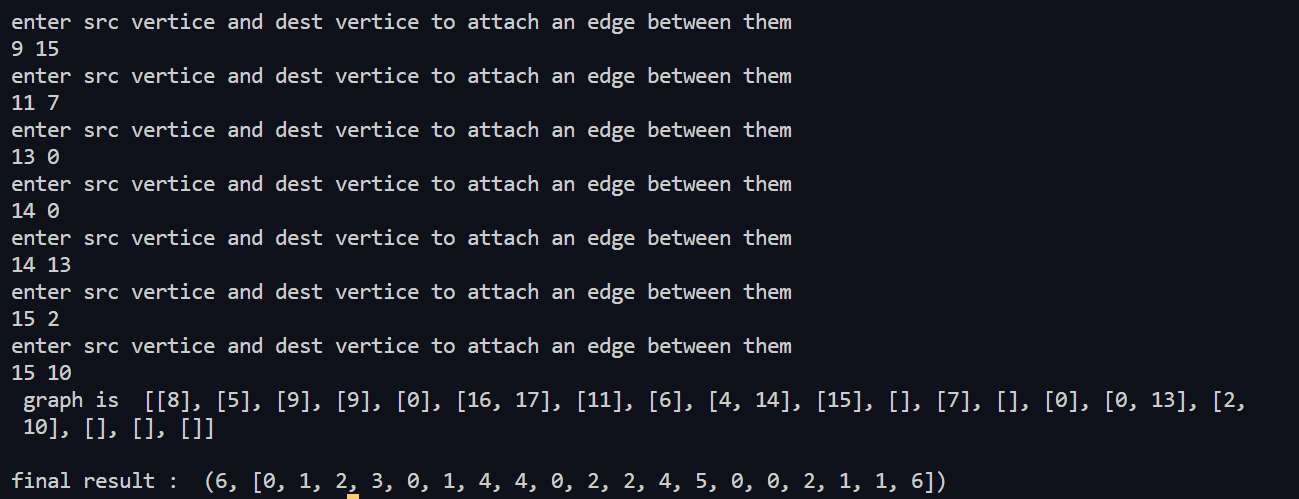 enter src vertice and dest vertice to attach an edge between them
9 15
enter src vertice and dest vertice to attach an edge between them
11 7
enter src vertice and dest vertice to attach an edge between them
13 0
enter src vertice and dest vertice to attach an edge between them
14 0
enter src vertice and dest vertice to attach an edge between them
14 13
enter src vertice and dest vertice to attach an edge between them
15 2
enter src vertice and dest vertice to attach an edge between them
15 10
graph is  [[8], [5], [9], [9], [0], [16, 17], [11], [6], [4, 14], [15], [], [7], [], [0], [0, 13], [2,
10], [], [], []]
final result :  (6, [0, 1, 2, 3, 0, 1, 4, 4, 0, 2, 2, 4, 5, 0, 0, 2, 1, 1, 6])